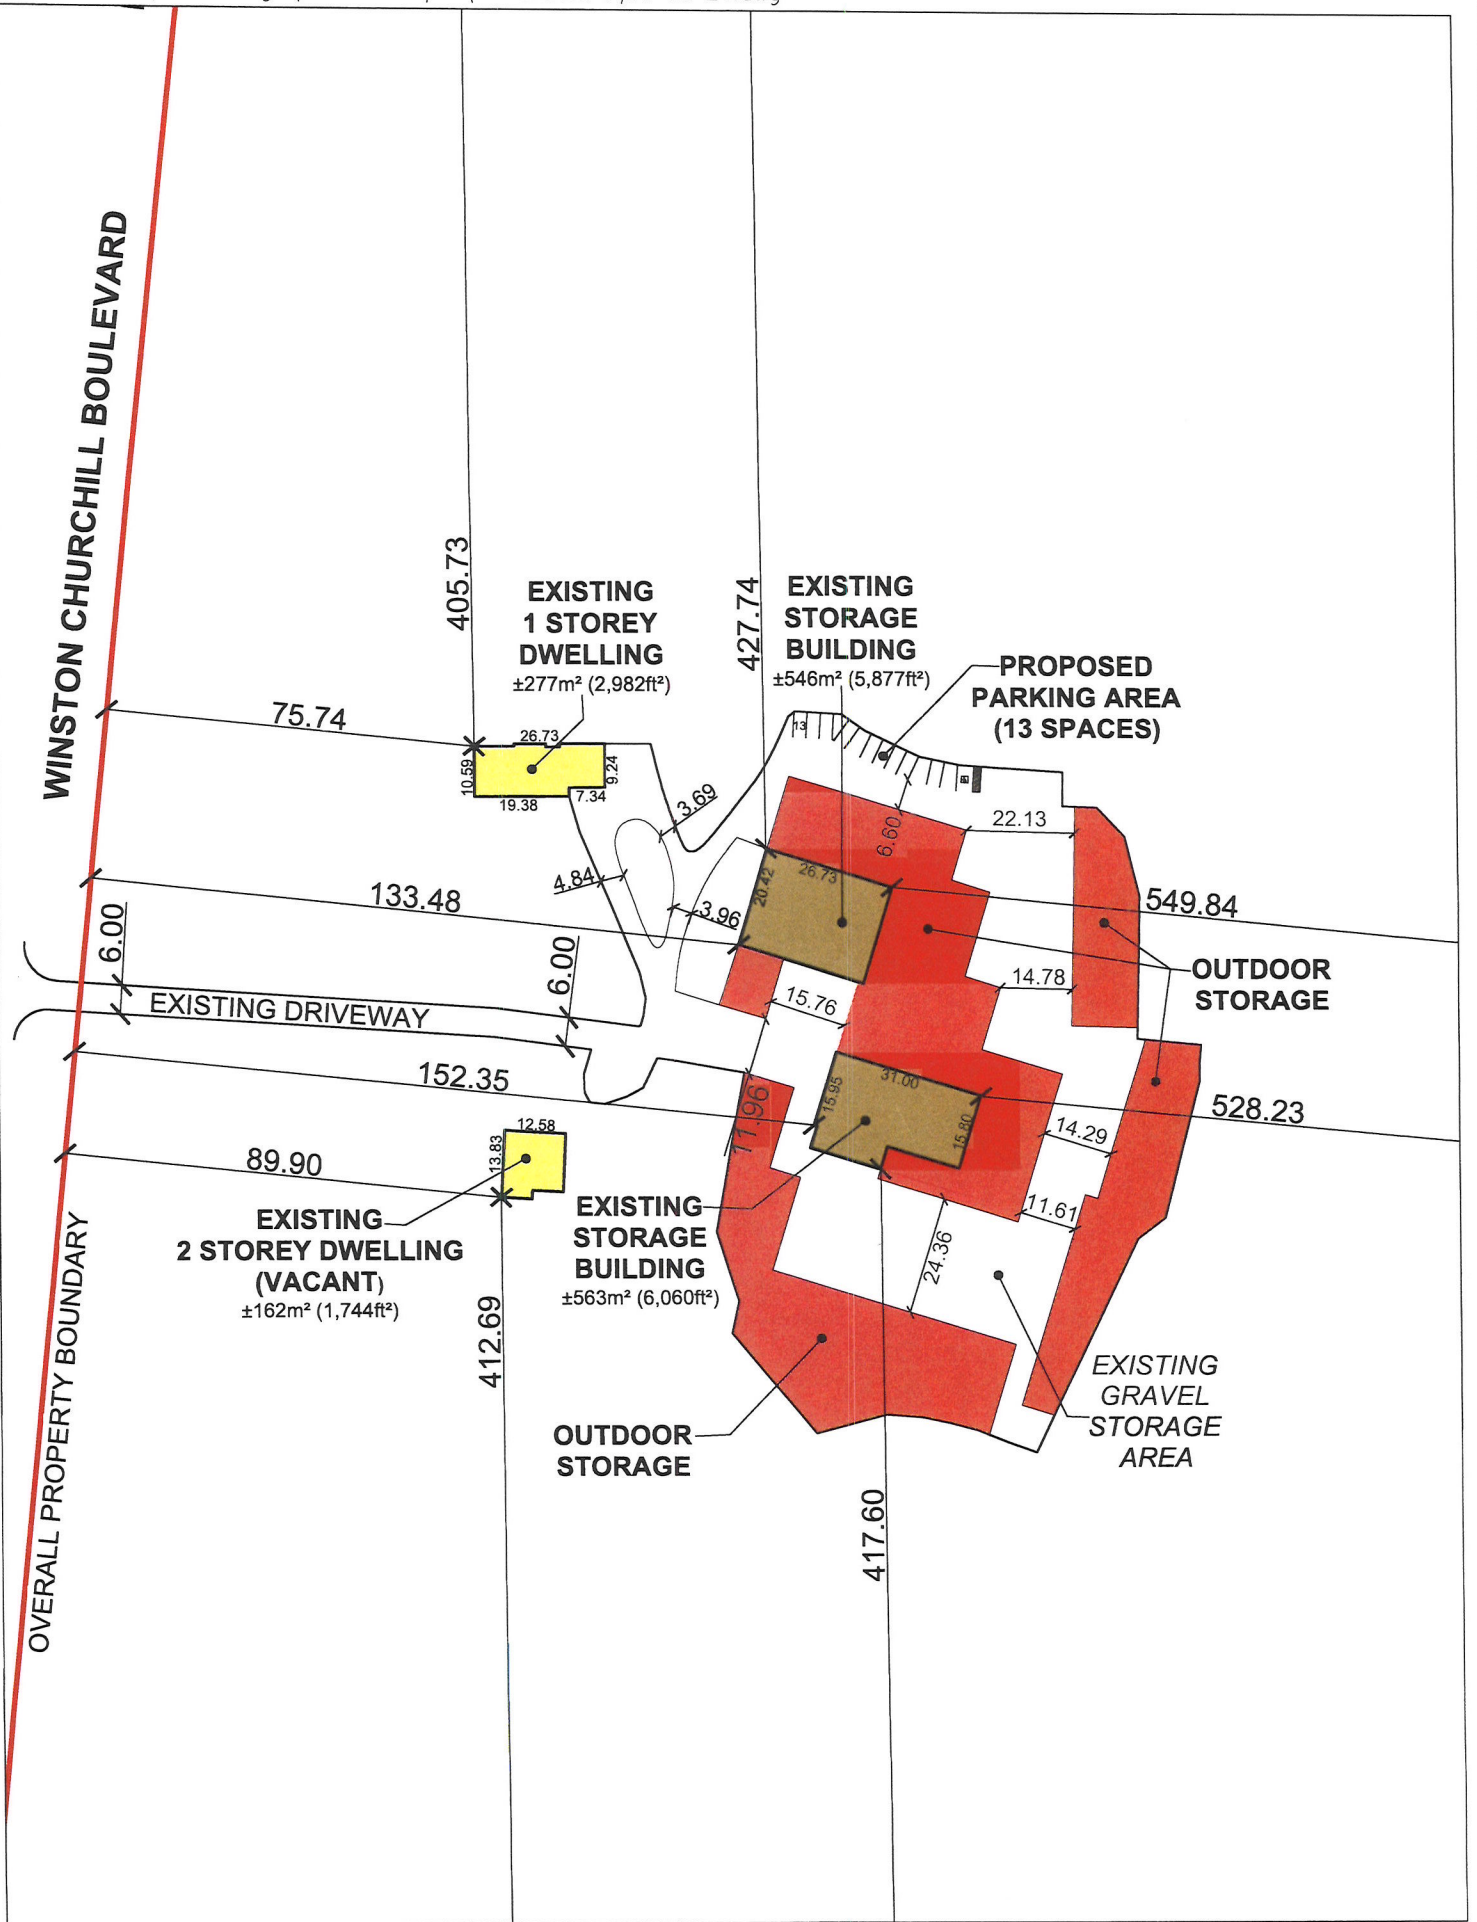 WINSTON CHURCHILL BOULEVARD
405.73
427.74
EXISTING
1 STOREY
DWELLING
±277m² (2,982ft²)
EXISTING
STORAGE
BUILDING
±546m² (5,877ft²)
PROPOSED
PARKING AREA
(13 SPACES)
75.74
26.73
10.59
9.24
19.38
7.34
13
3.69
6.60
22.13
4.84
133.48
3.96
20.42
26.73
549.84
6.00
6.00
EXISTING DRIVEWAY
15.76
14.78
OUTDOOR
STORAGE
152.35
11.96
15.95
31.00
15.80
528.23
14.29
12.58
13.83
89.90
11.61
24.36
EXISTING
2 STOREY DWELLING
(VACANT)
±162m² (1,744ft²)
EXISTING
STORAGE
BUILDING
±563m² (6,060ft²)
412.69
OVERALL PROPERTY BOUNDARY
EXISTING
GRAVEL
STORAGE
AREA
OUTDOOR
STORAGE
417.60